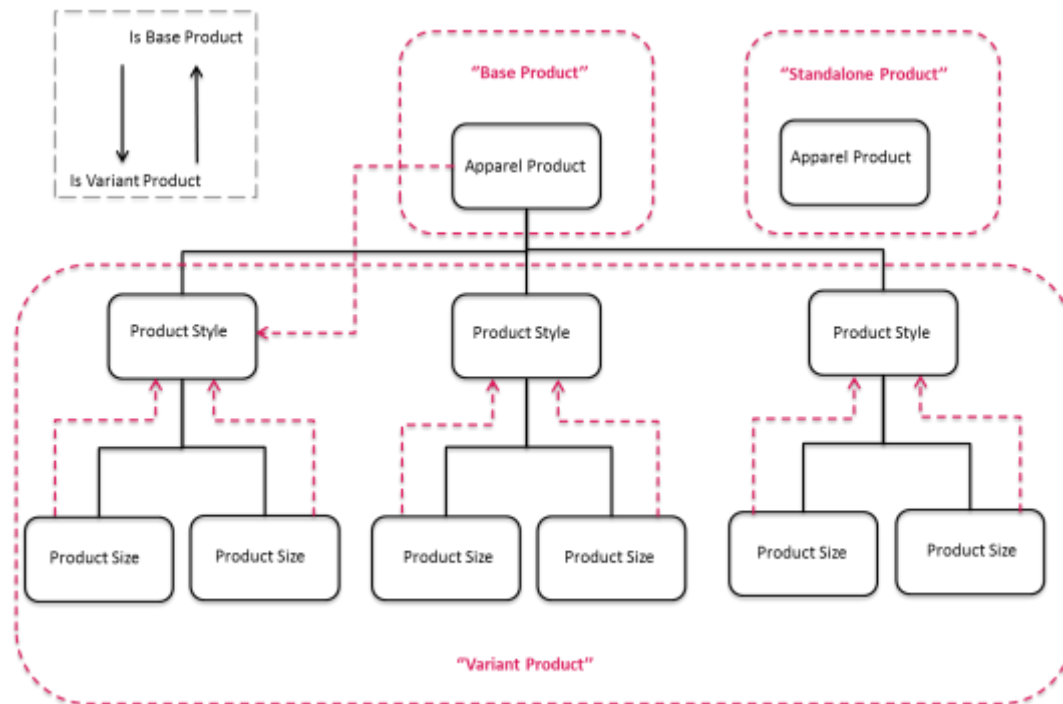 Is Base Product
Is Variant Product
“Base Product”
Apparel Product
“Standalone Product”
Apparel Product
Product Style
Product Style
Product Style
Product Size
Product Size
Product Size
Product Size
Product Size
Product Size
“Variant Product”